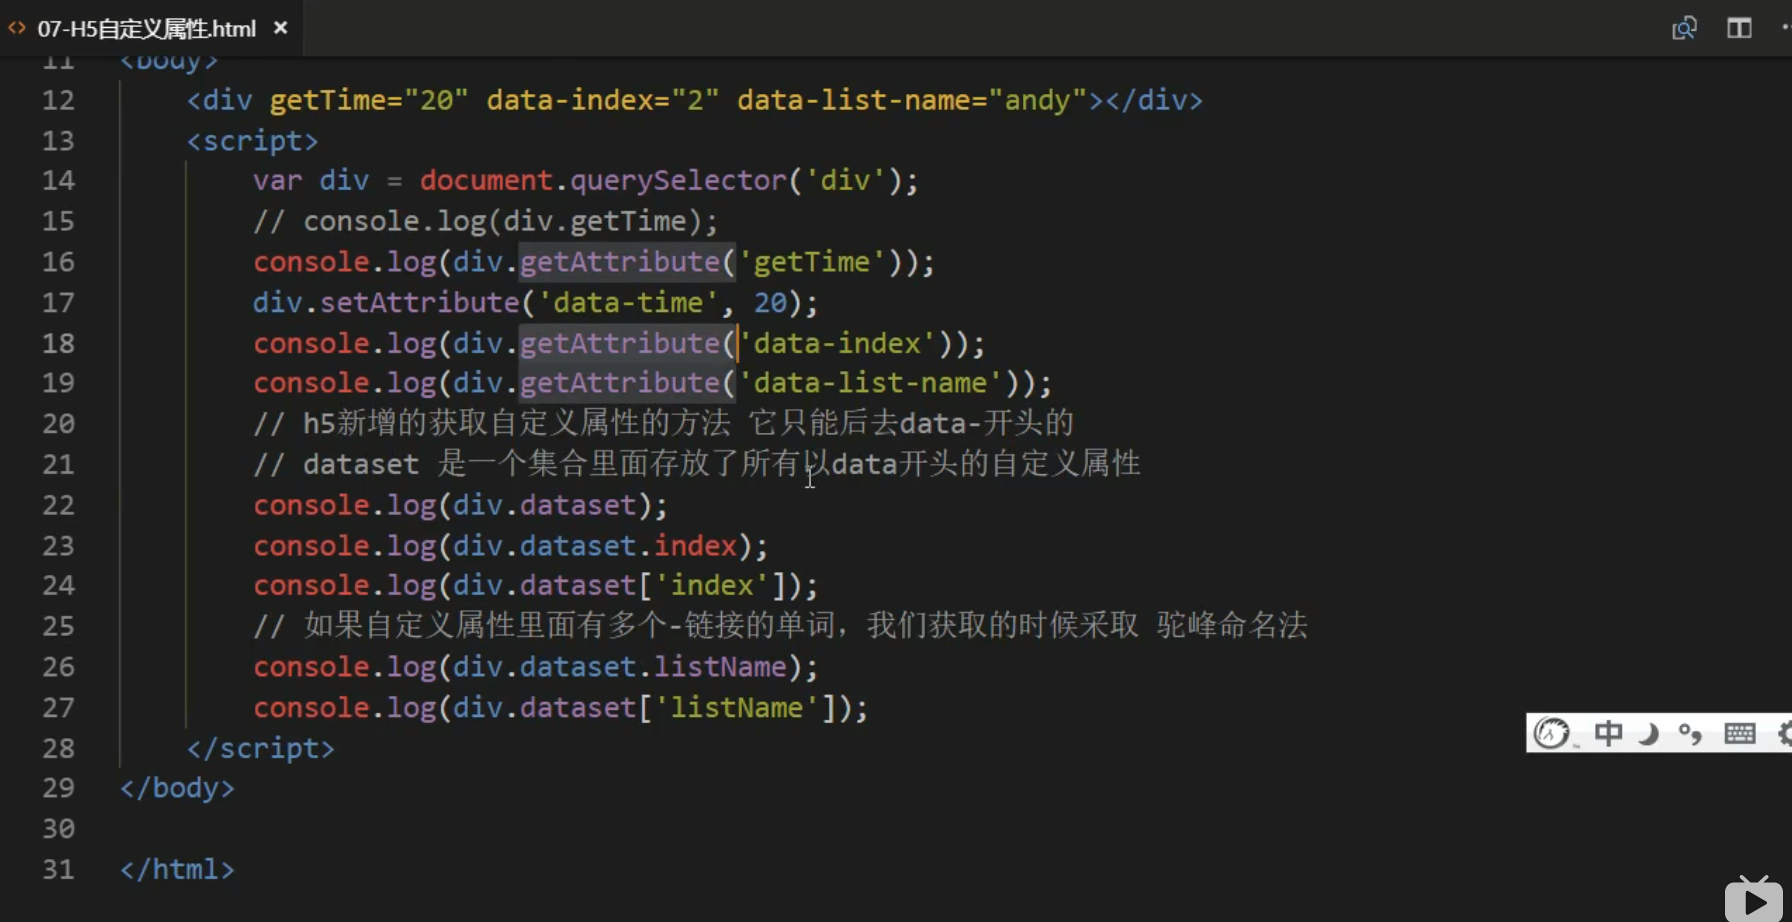 07-H5自定义属性.html
11 <body>
12 <div getTime="20" data-index="2" data-list-name="andy"></div>
13 <script>
14 var div = document.querySelector('div');
15 // console.log(div.getTime);
16 console.log(div.getAttribute('getTime'));
17 div.setAttribute('data-time', 20);
18 console.log(div.getAttribute('data-index'));
19 console.log(div.getAttribute('data-list-name'));
20 // h5新增的获取自定义属性的方法 它只能后去data-开头的
21 // dataset 是一个集合里面存放了所有以data开头的自定义属性
22 console.log(div.dataset);
23 console.log(div.dataset.index);
24 console.log(div.dataset['index']);
25 // 如果自定义属性里面有多个-链接的单词，我们获取的时候采取 驼峰命名法
26 console.log(div.dataset.listName);
27 console.log(div.dataset['listName']);
28 </script>
29 </body>
30
31 </html>
中